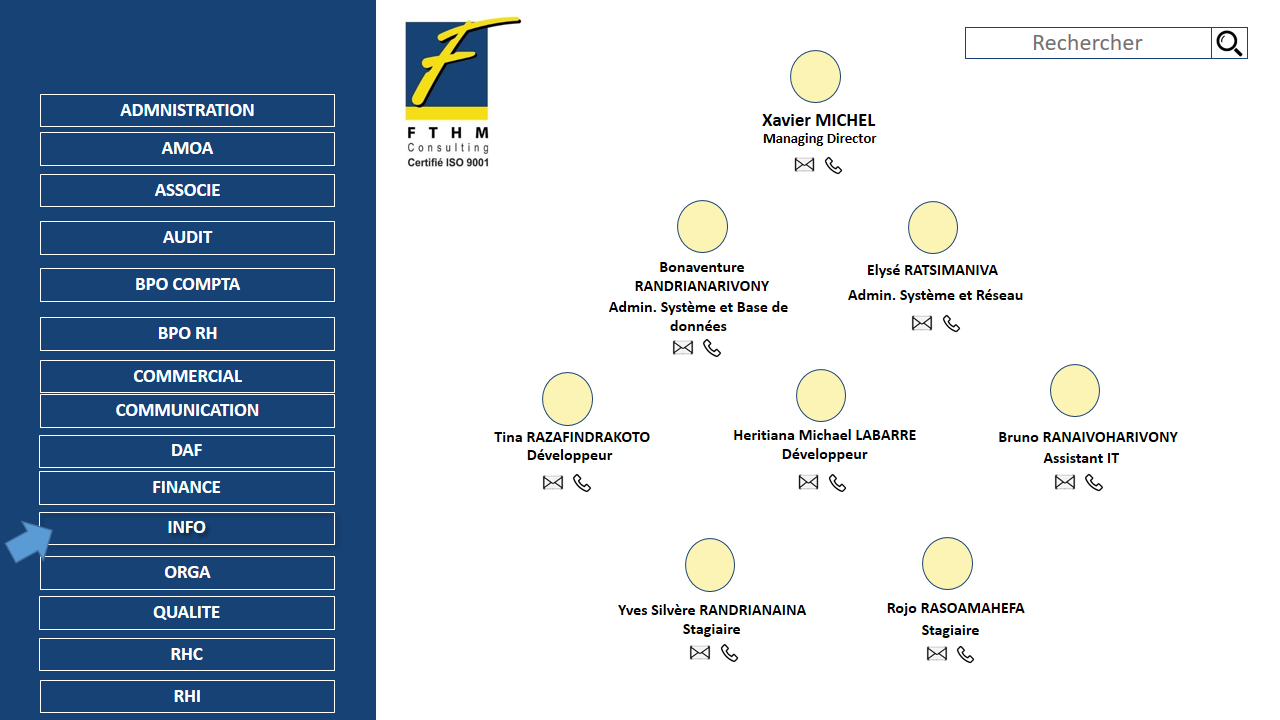 ADMNISTRATION
AMOA
ASSOCIE
AUDIT
BPO COMPTA
BPO RH
COMMERCIAL
COMMUNICATION
DAF
FINANCE
INFO
ORGA
QUALITE
RHC
RHI
F T H M
Consulting
Certifié ISO 9001
Rechercher
Xavier MICHEL
Managing Director
Bonaventure
RANDRIANARIVONY
Admin. Système et Base de
données
Elysé RATSIMANIVA
Admin. Système et Réseau
Tina RAZAFINDRAKOTO
Développeur
Heritiana Michael LABARRE
Développeur
Bruno RANAIVOHARIVONY
Assistant IT
Yves Silvère RANDRIANAINA
Stagiaire
Rojo RASOAMAHEFA
Stagiaire